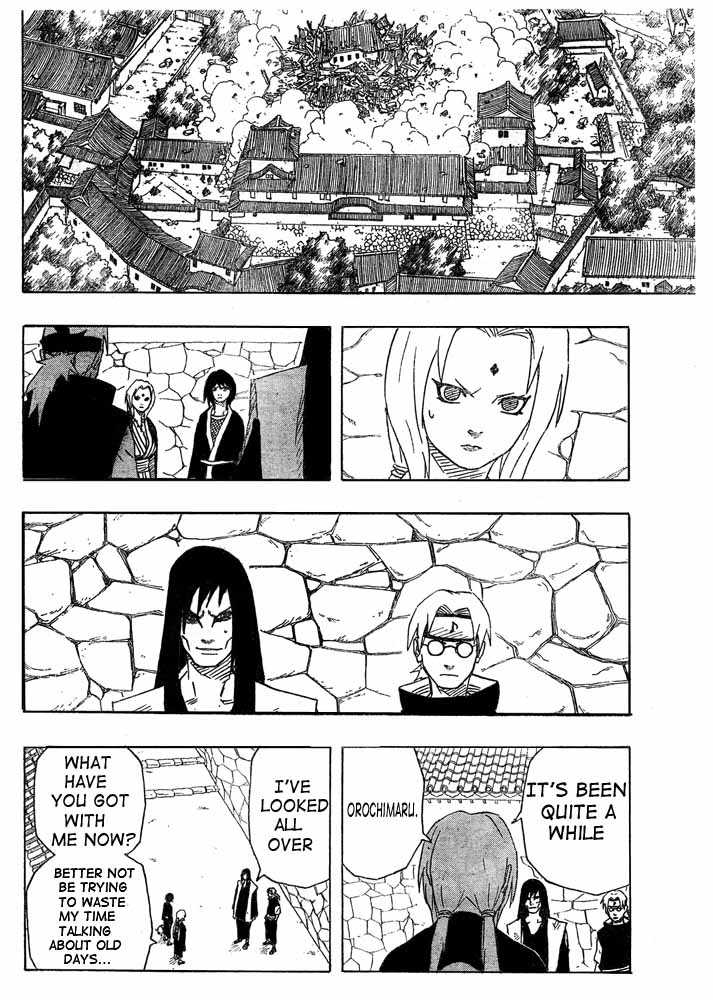 IT'S BEEN
QUITE A
WHILE
OROCHIMARU.
I'VE
LOOKED
ALL
OVER
WHAT
HAVE
YOU GOT
WITH
ME NOW?
BETTER NOT
BE TRYING
TO WASTE
MY TIME
TALKING
ABOUT OLD
DAYS...